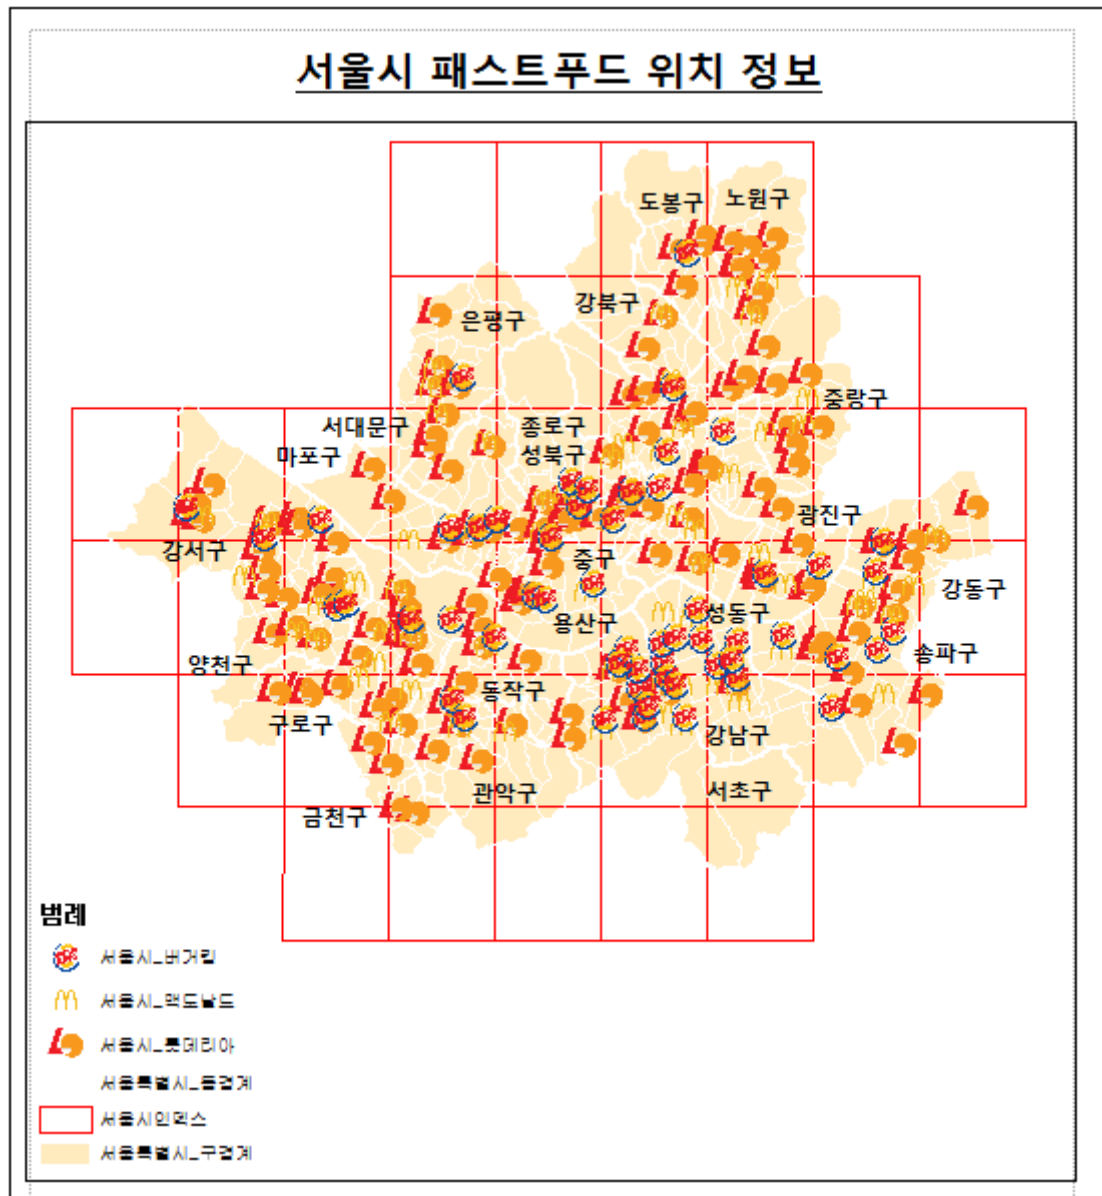 서울시 패스트푸드 위치 정보
도봉구 노원구
강북구
은평구
중랑구
서대문구 종로구
마포구 성북구
광진구
강서구 중구
강동구
용산구 성동구
양천구 송파구
동작구
구로구 강남구
관악구 서초구
금천구
범례
서울시_버거킹
서울시_맥도날드
서울시_롯데리아
서울특별시_동경계
서울시인덱스
서울특별시_구경계